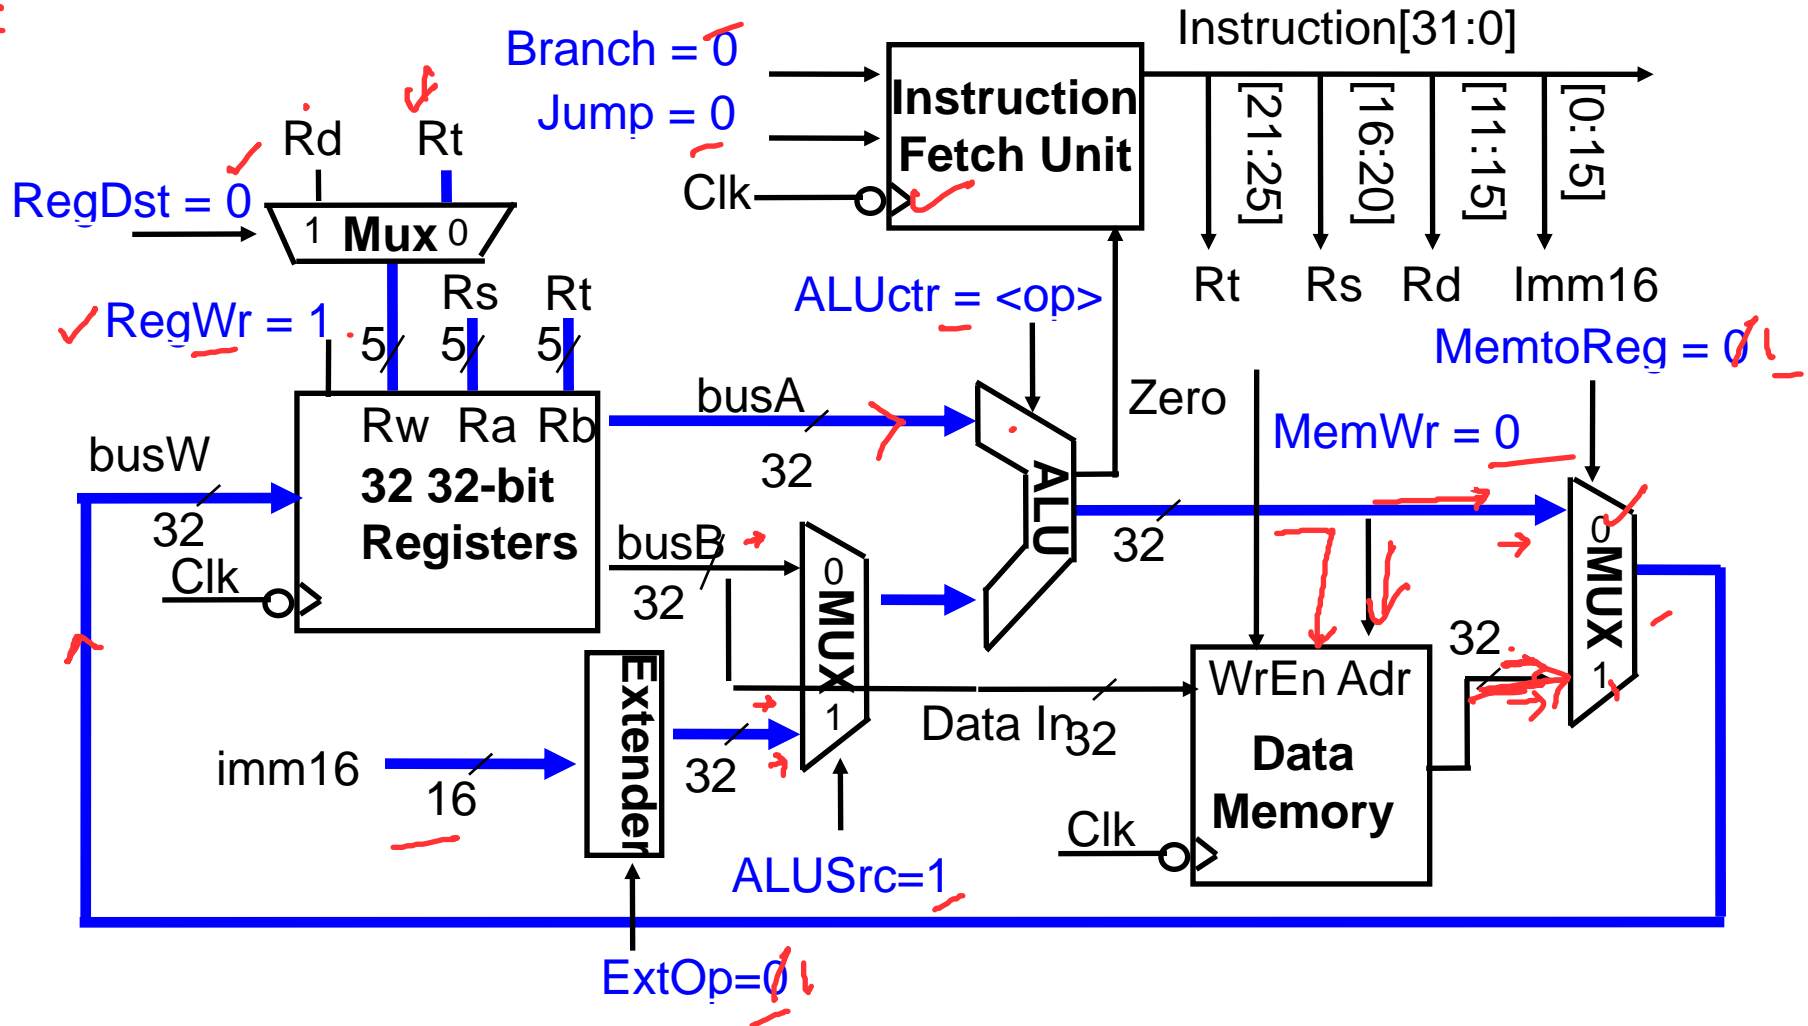 Instruction[31:0]
Branch = 0
Jump = 0
Clk
Instruction
Fetch Unit
[21:25]
[16:20]
[11:15]
[0:15]
Rt
Rs
Rd
Imm16
Rd
Rt
RegDst = 0
1
Mux
0
RegWr = 1
5
Rs
5
Rt
5
ALUctr = <op>
MemtoReg = 0 1
Zero
MemWr = 0
busA
32
Rw
Ra
Rb
busW
32
32 32-bit
Registers
Clk
busB
32
0
MUX
1
ALU
32
0
MUX
1
32
WrEn
Adr
Data In
32
Data
Memory
Clk
imm16
16
Extender
32
ALUSrc=1
ExtOp=0 1